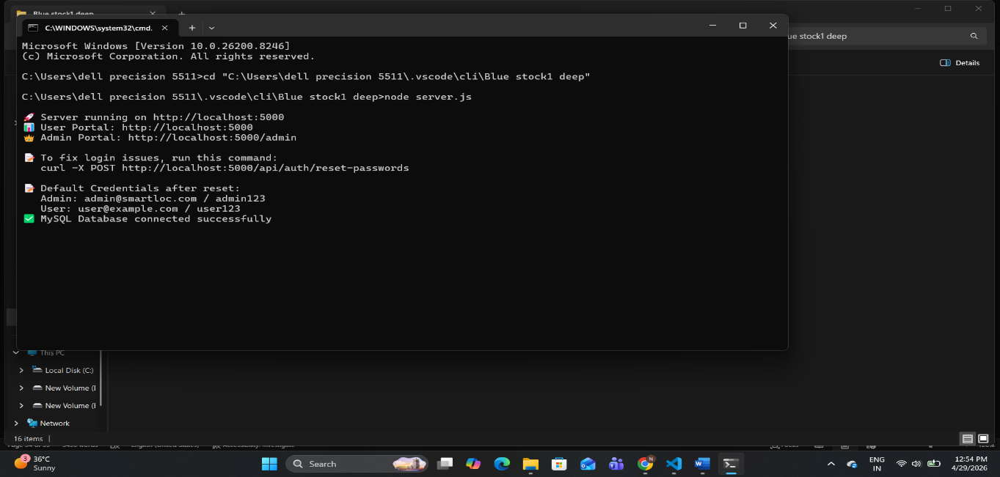 Blue stock1 deep
C:\WINDOWS\system32\cmd.
ue stock1 deep
Details
Microsoft Windows [Version 10.0.26200.8246]
(c) Microsoft Corporation. All rights reserved.
C:\Users\dell precision 5511>cd "C:\Users\dell precision 5511\.vscode\cli\Blue stock1 deep"
C:\Users\dell precision 5511\.vscode\cli\Blue stock1 deep>node server.js
🚀 Server running on http://localhost:5000
📊 User Portal: http://localhost:5000
👑 Admin Portal: http://localhost:5000/admin
📝 To fix login issues, run this command:
curl -X POST http://localhost:5000/api/auth/reset-passwords
📝 Default Credentials after reset:
Admin: admin@smartloc.com / admin123
User: user@example.com / user123
✅ MySQL Database connected successfully
This PC
Local Disk (C:)
New Volume (
New Volume (
Network
16 items
3
36°C
Sunny
Search
N
ENG
IN
12:54 PM
4/29/2026